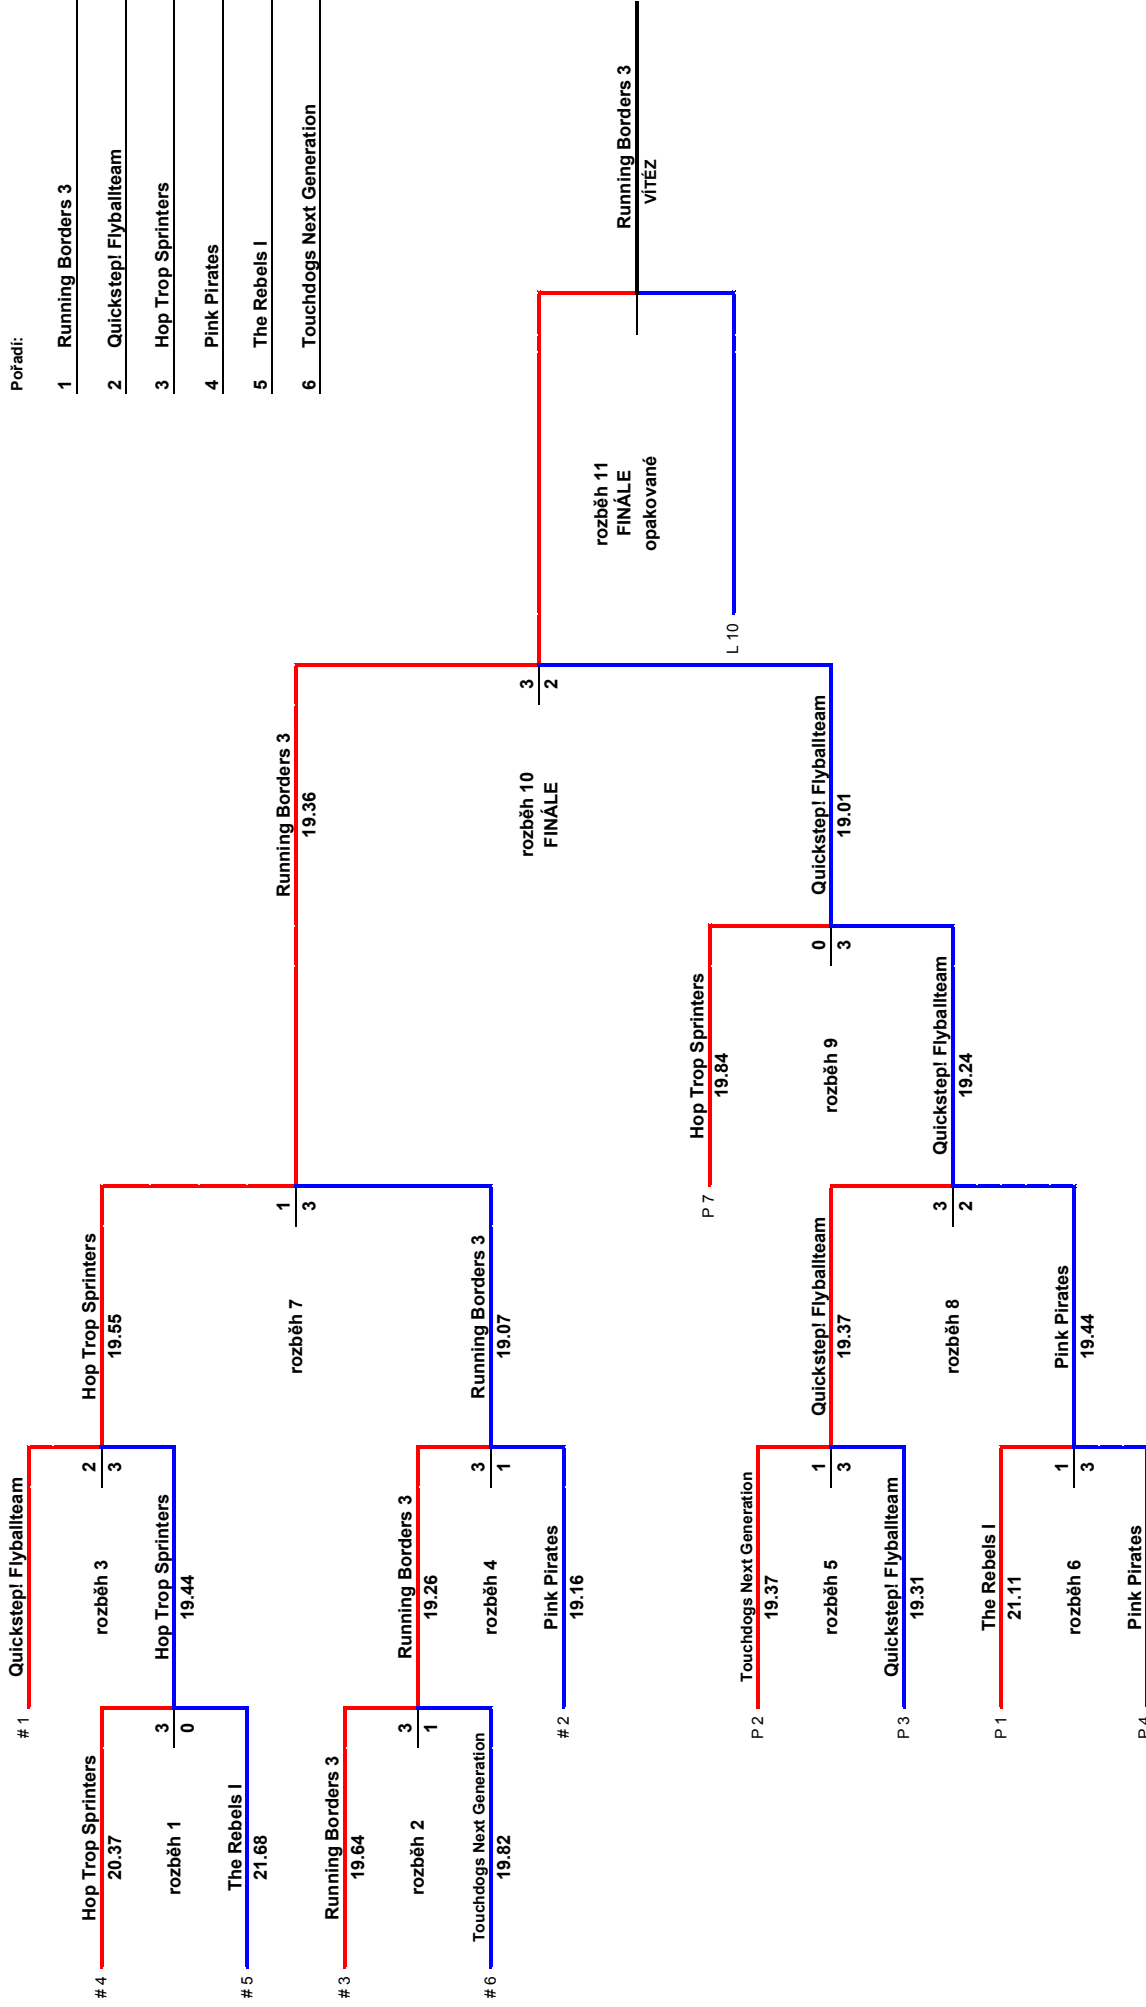 Pořadí:
1 Running Borders 3
2 Quickstep! Flyballteam
3 Hop Trop Sprinters
4 Pink Pirates
5 The Rebels I
6 Touchdogs Next Generation
# 4
Hop Trop Sprinters
20.37
rozběh 1
3
0
The Rebels I
21.68
# 5
# 3
Running Borders 3
19.64
rozběh 2
3
1
Touchdogs Next Generation
19.82
# 6
# 1
Quickstep! Flyballteam
rozběh 3
2
3
Hop Trop Sprinters
19.44
Running Borders 3
19.26
rozběh 4
3
1
Pink Pirates
19.16
# 2
P 2
Touchdogs Next Generation
19.37
rozběh 5
1
3
Quickstep! Flyballteam
19.31
P 3
P 1
The Rebels I
21.11
rozběh 6
1
3
Pink Pirates
P 4
Hop Trop Sprinters
19.55
rozběh 7
1
3
Running Borders 3
19.07
Quickstep! Flyballteam
19.37
rozběh 8
3
2
Pink Pirates
19.44
P 7
Hop Trop Sprinters
19.84
rozběh 9
0
3
Quickstep! Flyballteam
19.24
Running Borders 3
19.36
rozběh 10
FINÁLE
3
2
Quickstep! Flyballteam
19.01
rozběh 11
FINÁLE
opakované
L 10
Running Borders 3
VÍTĚZ